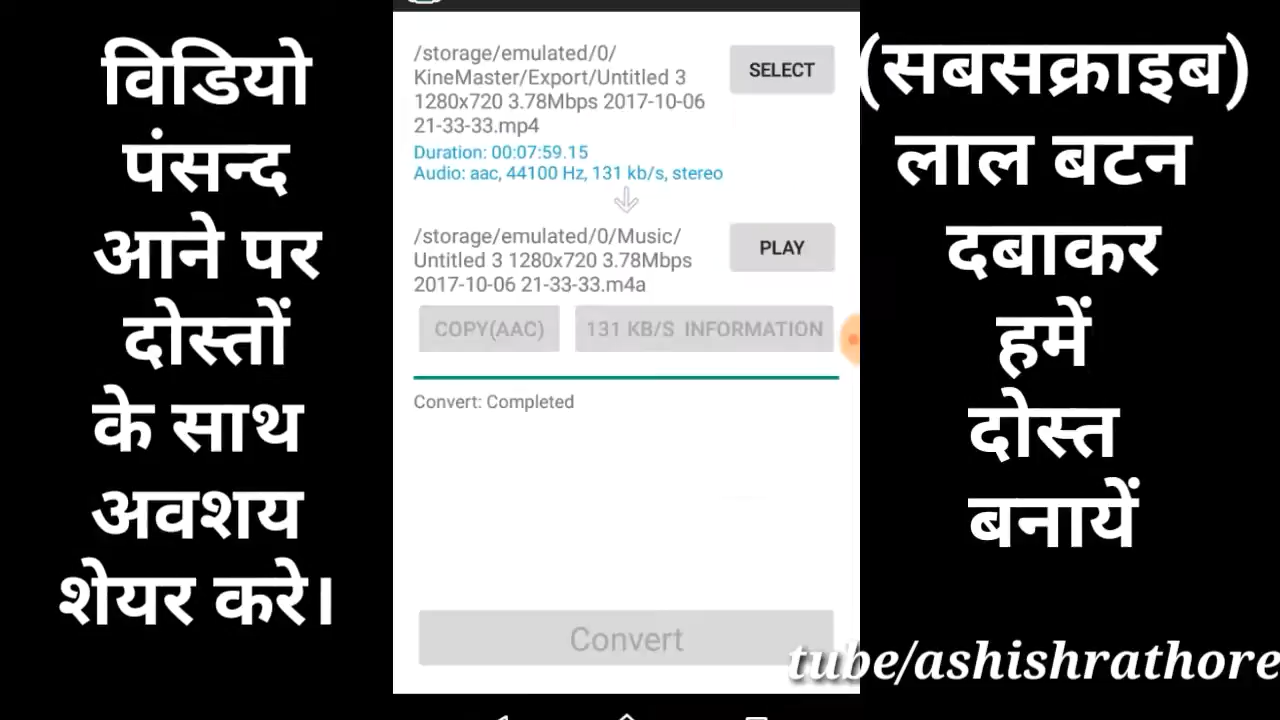 विडियो
पंसन्द
आने पर
दोस्तों
के साथ
अवशय
शेयर करे।
/storage/emulated/0/
KineMaster/Export/Untitled 3
1280x720 3.78Mbps 2017-10-06
21-33-33.mp4
SELECT
Duration: 00:07:59.15
Audio: aac, 44100 Hz, 131 kb/s, stereo
/storage/emulated/0/Music/
Untitled 3 1280x720 3.78Mbps
2017-10-06 21-33-33.m4a
PLAY
COPY(AAC)
131 KB/S INFORMATION
Convert: Completed
Convert
(सबसक्राइब)
लाल बटन
दबाकर
हमें
दोस्त
बनायें
tube/ashishrathore